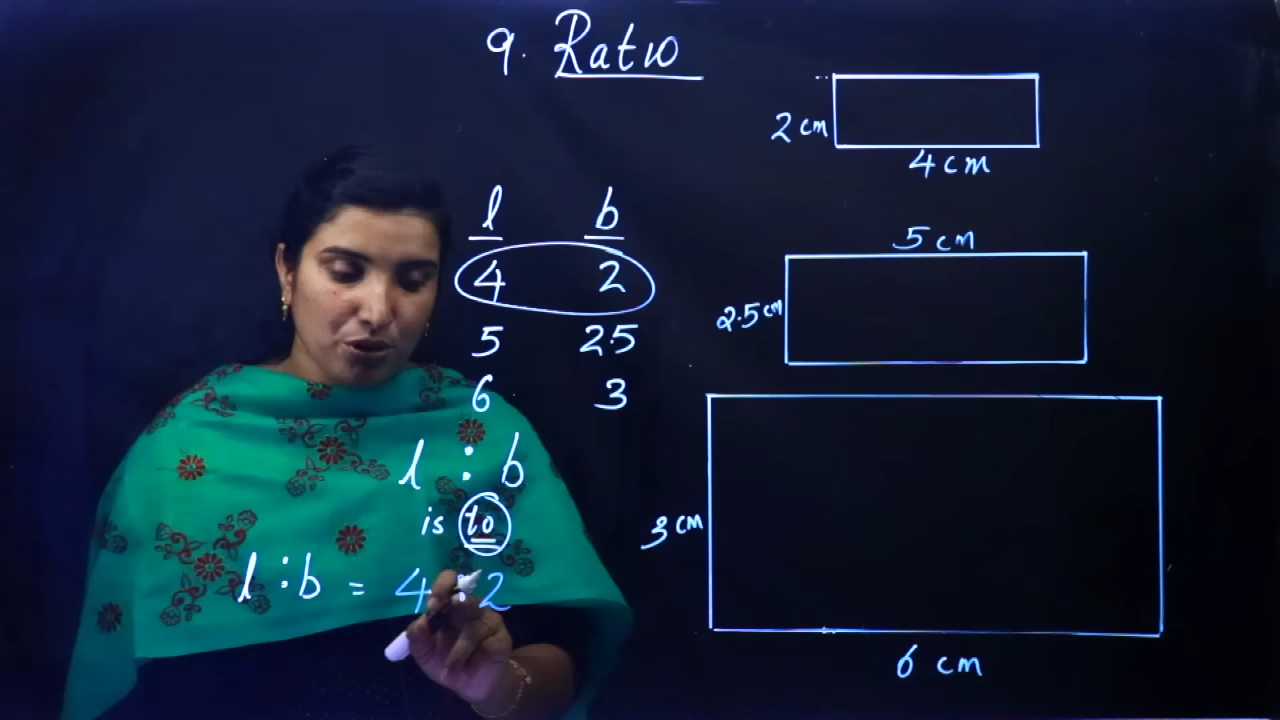 9. Ratio
l b
4 2
5 2.5
6 3
l : b
is to
l : b = 4 : 2
2 cm
4 cm
5 cm
2.5 cm
3 cm
6 cm